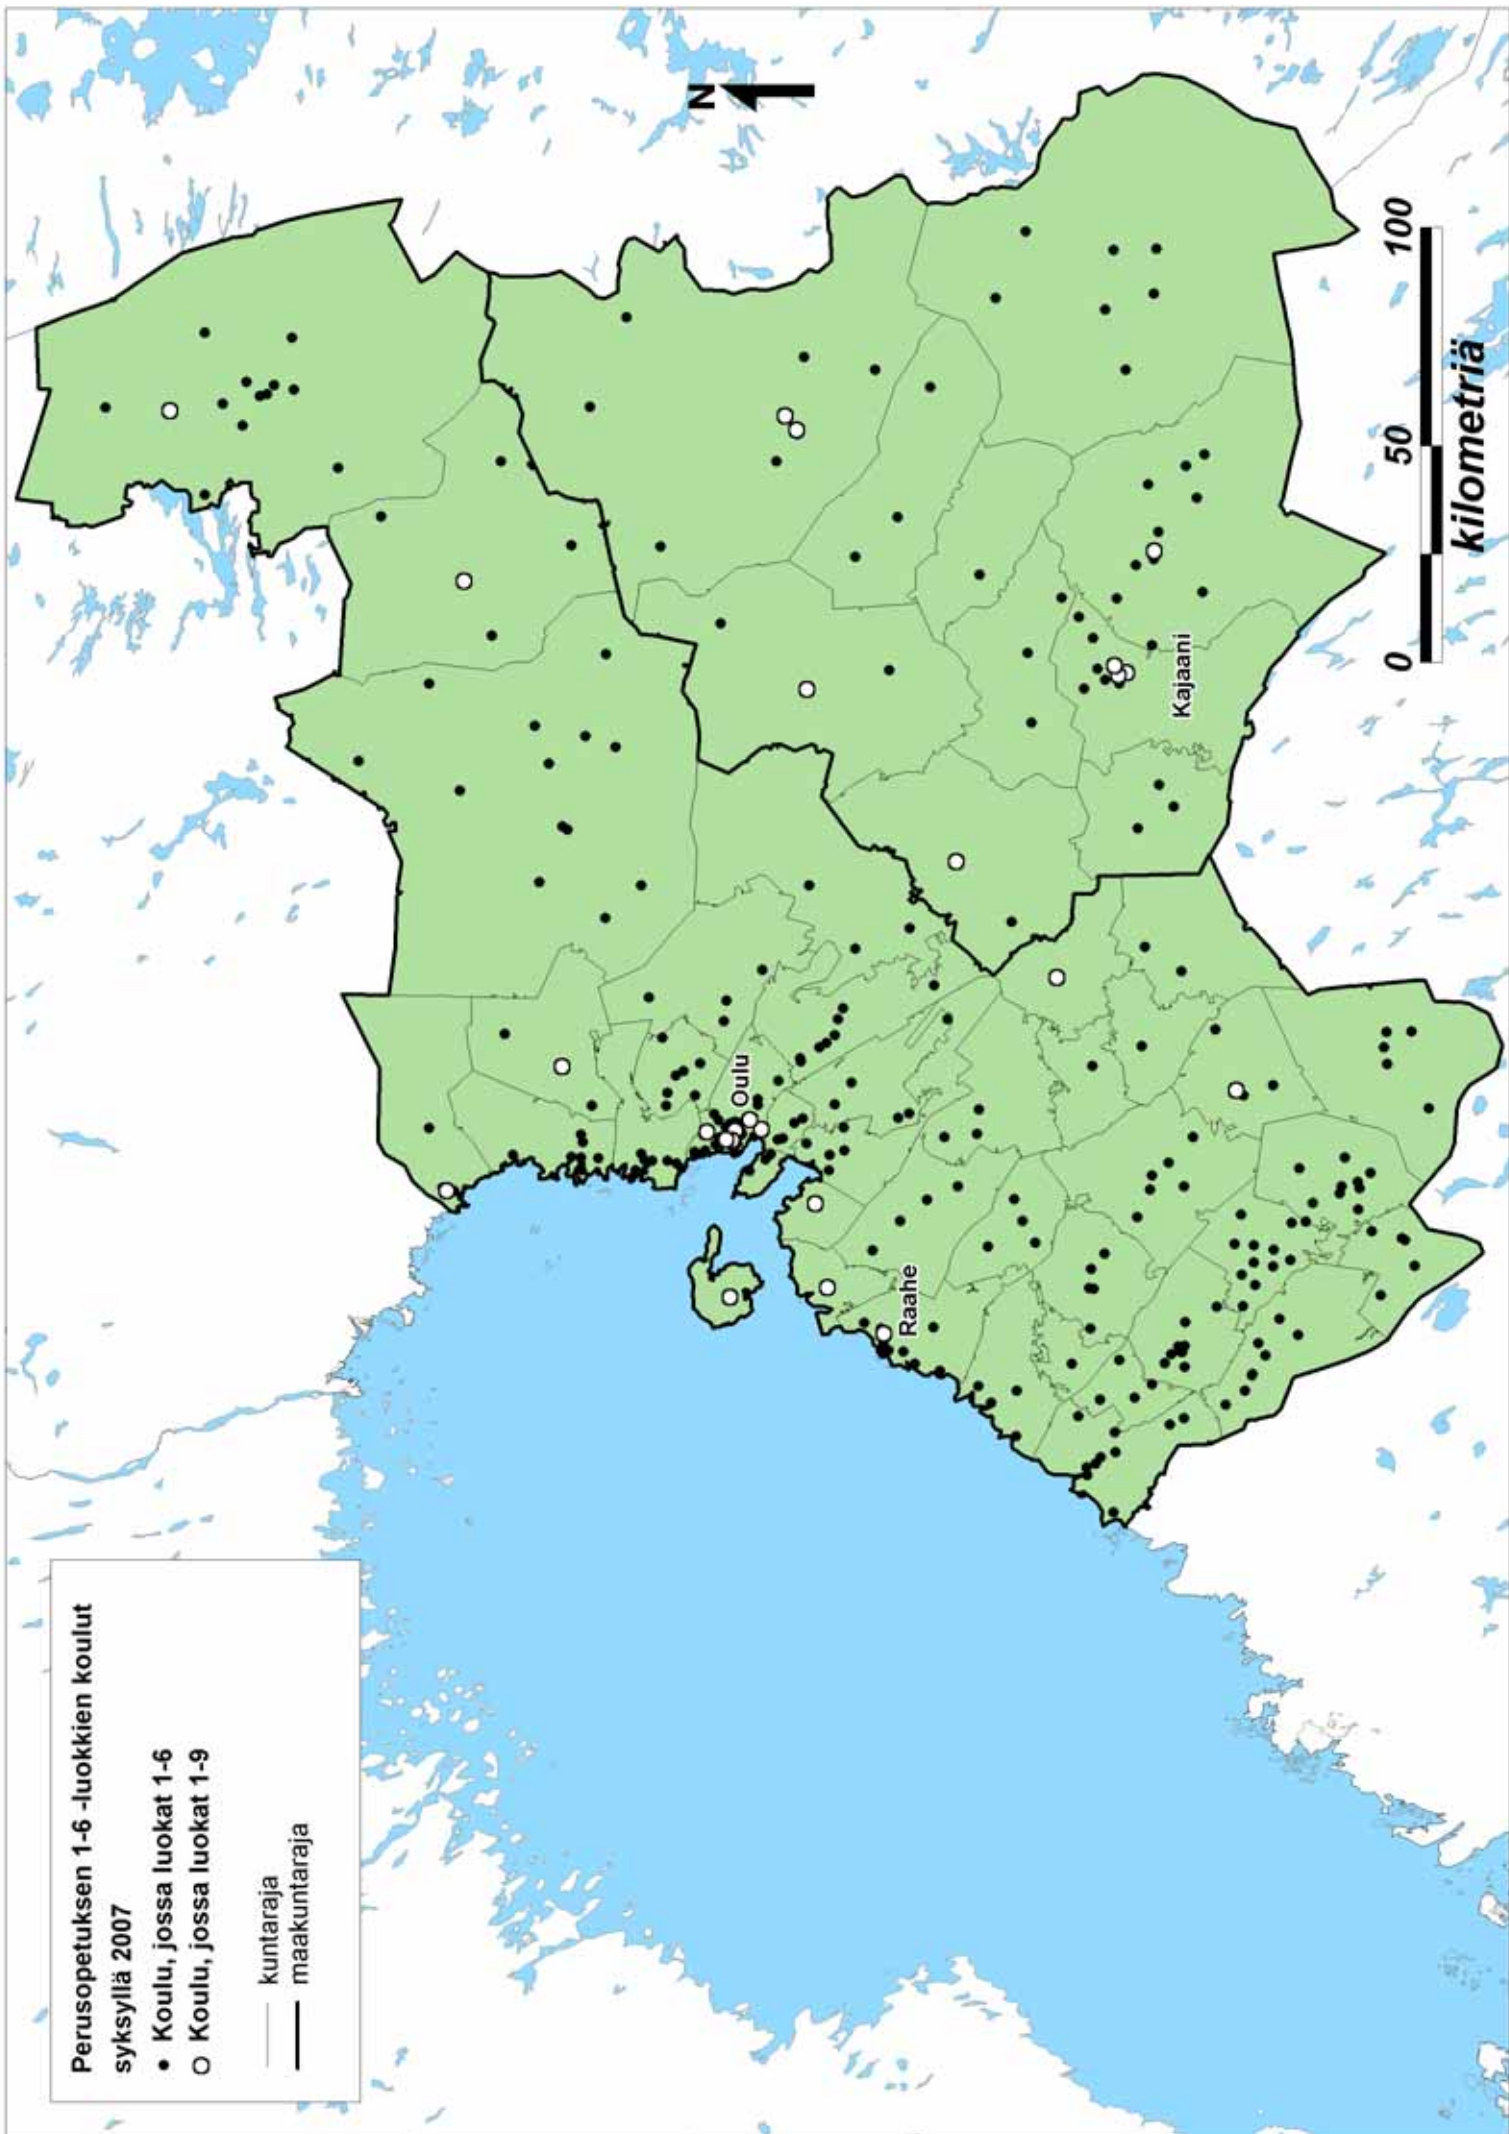 Perusopetuksen 1-6 -luokkien koulut
syksyllä 2007
Koulu, jossa luokat 1-6
Koulu, jossa luokat 1-9
kuntaraja
maakuntaraja
N
Oulu
Raahe
Kajaani
0 50 100
kilometriä